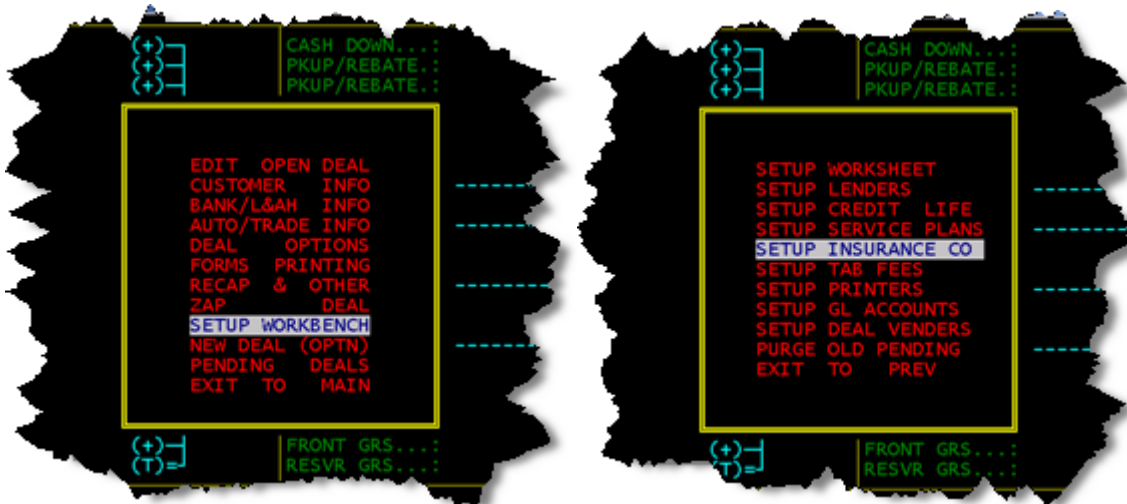 (+) CASH DOWN...:
(+) PKUP/REBATE.:
(+) PKUP/REBATE.:
EDIT OPEN DEAL
CUSTOMER INFO
BANK/L&AH INFO
AUTO/TRADE INFO
DEAL OPTIONS
FORMS PRINTING
RECAP & OTHER
ZAP DEAL
SETUP WORKBENCH
NEW DEAL (OPTN)
PENDING DEALS
EXIT TO MAIN
(+) FRONT GRS...:
(T)= RESVR GRS...:
(+) CASH DOWN...:
(+) PKUP/REBATE.:
(+) PKUP/REBATE.:
SETUP WORKSHEET
SETUP LENDERS
SETUP CREDIT LIFE
SETUP SERVICE PLANS
SETUP INSURANCE CO
SETUP TAB FEES
SETUP PRINTERS
SETUP GL ACCOUNTS
SETUP DEAL VENDERS
PURGE OLD PENDING
EXIT TO PREV
(+) FRONT GRS...:
(T)= RESVR GRS...: